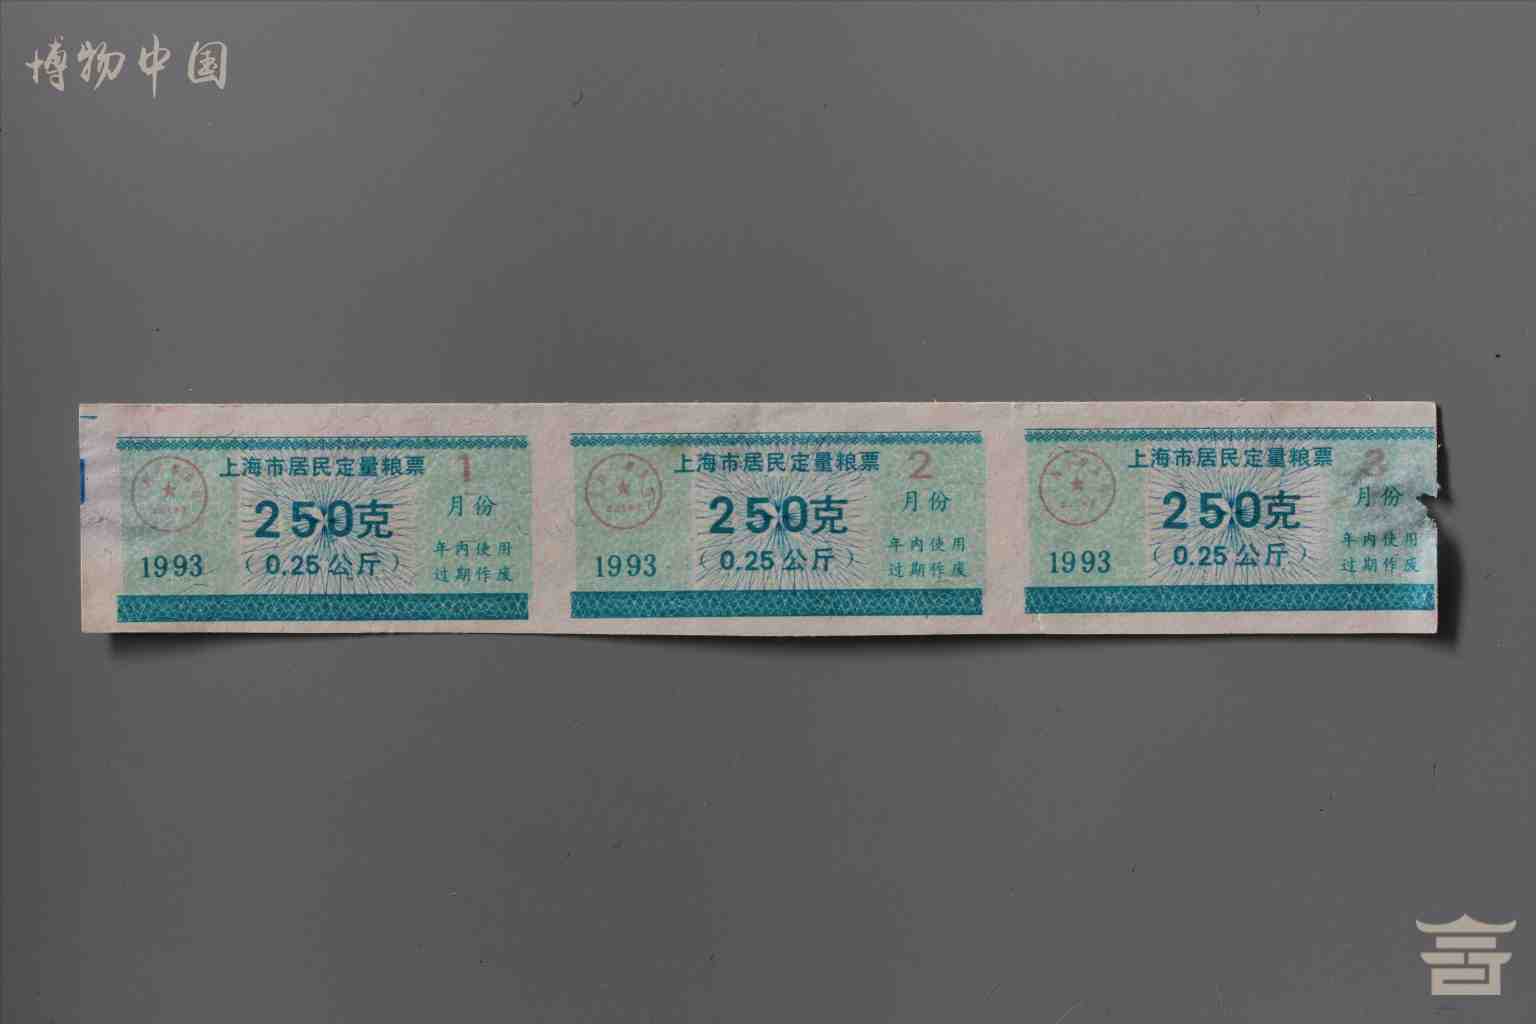 博物中国
上海市居民定量粮票
1
250克
月份
(0.25公斤)
1993
年内使用
过期作废
上海市居民定量粮票
2
250克
月份
(0.25公斤)
1993
年内使用
过期作废
上海市居民定量粮票
3
250克
月份
(0.25公斤)
1993
年内使用
过期作废